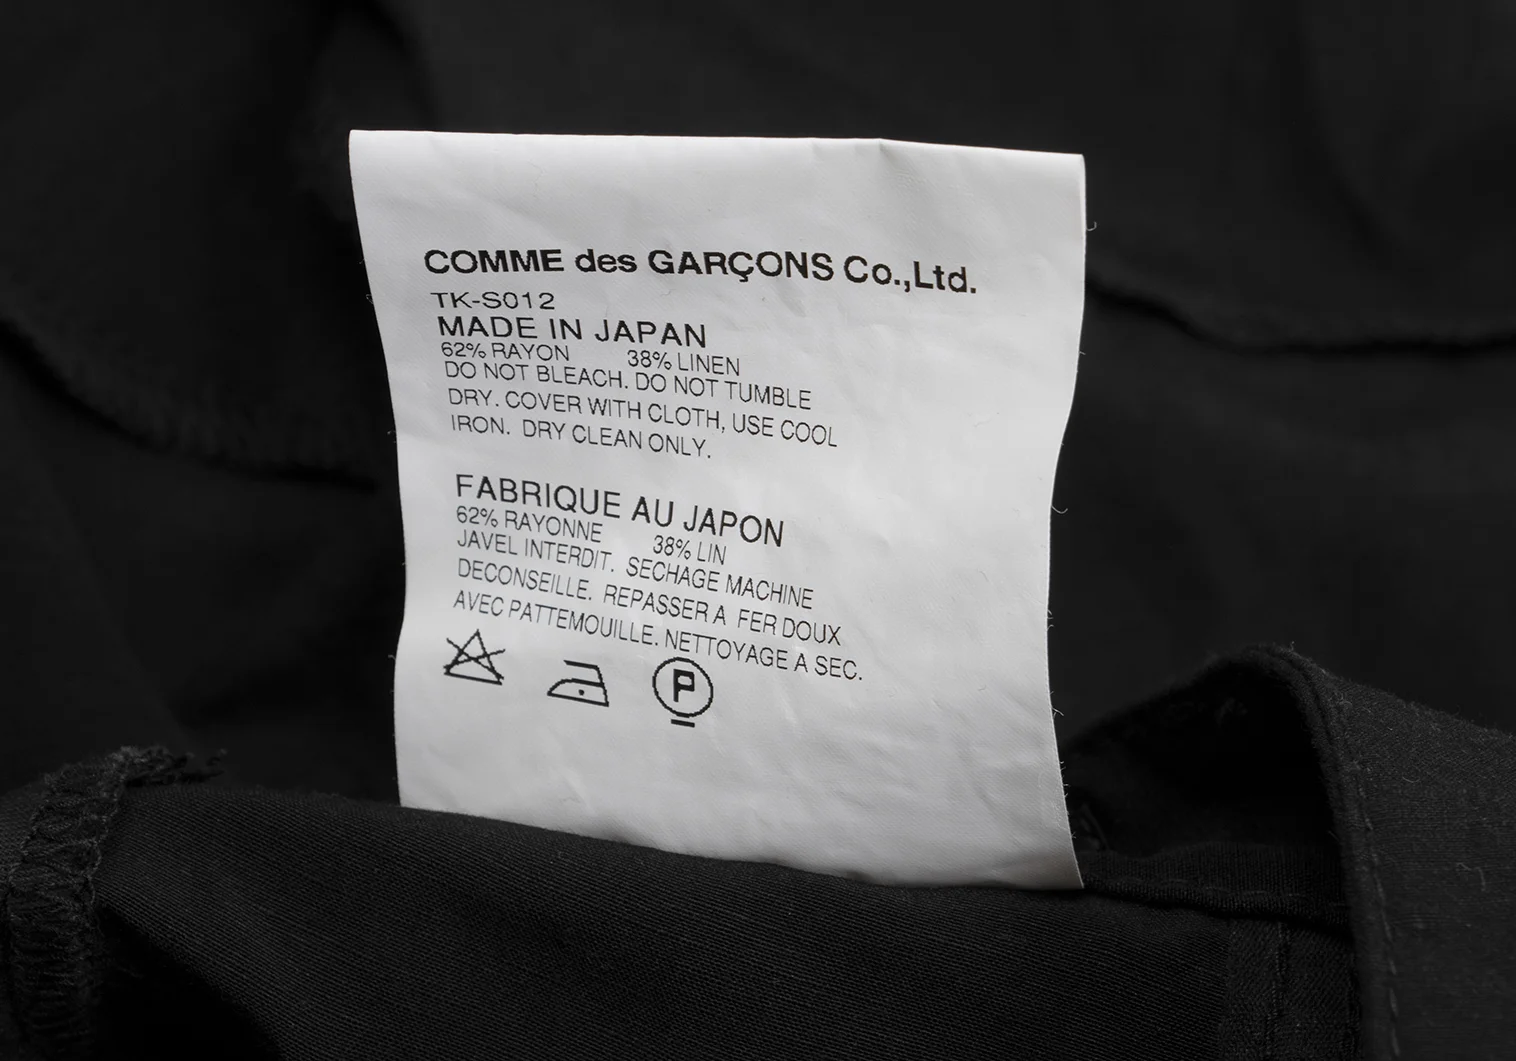 COMME des GARÇONS Co.,Ltd.
TK-S012
MADE IN JAPAN
62% RAYON 38% LINEN
DO NOT BLEACH. DO NOT TUMBLE
DRY. COVER WITH CLOTH, USE COOL
IRON. DRY CLEAN ONLY.
FABRIQUE AU JAPON
62% RAYONNE 38% LIN
JAVEL INTERDIT. SECHAGE MACHINE
DECONSEILLE. REPASSER A FER DOUX
AVEC PATTEMOUILLE. NETTOYAGE A SEC.
P